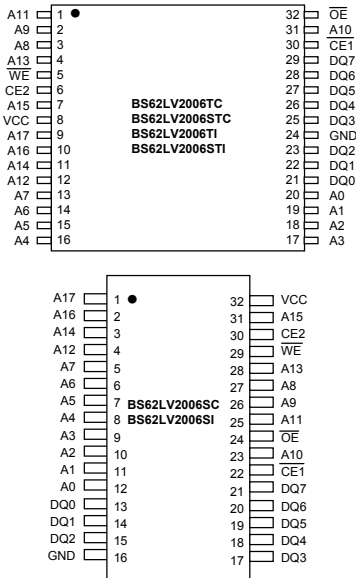 A11 1 32 OE
A9 2 31 A10
A8 3 30 CE1
A13 4 29 DQ7
WE 5 28 DQ6
CE2 6 27 DQ5
A15 7 BS62LV2006TC 26 DQ4
VCC 8 BS62LV2006STC 25 DQ3
A17 9 BS62LV2006TI 24 GND
A16 10 BS62LV2006STI 23 DQ2
A14 11 22 DQ1
A12 12 21 DQ0
A7 13 20 A0
A6 14 19 A1
A5 15 18 A2
A4 16 17 A3
A17 1 32 VCC
A16 2 31 A15
A14 3 30 CE2
A12 4 29 WE
A7 5 28 A13
A6 6 27 A8
A5 7 BS62LV2006SC 26 A9
A4 8 BS62LV2006SI 25 A11
A3 9 24 OE
A2 10 23 A10
A1 11 22 CE1
A0 12 21 DQ7
DQ0 13 20 DQ6
DQ1 14 19 DQ5
DQ2 15 18 DQ4
GND 16 17 DQ3